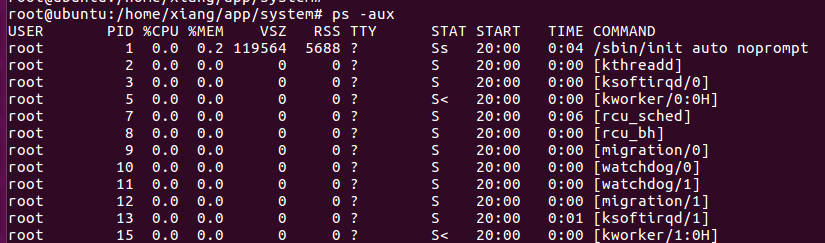 root@ubuntu:/home/xiang/app/system#
root@ubuntu:/home/xiang/app/system# ps -aux
USER PID %CPU %MEM VSZ RSS TTY STAT START TIME COMMAND
root 1 0.0 0.2 119564 5688 ? Ss 20:00 0:04 /sbin/init auto noprompt
root 2 0.0 0.0 0 0 ? S 20:00 0:00 [kthreadd]
root 3 0.0 0.0 0 0 ? S 20:00 0:00 [ksoftirqd/0]
root 5 0.0 0.0 0 0 ? S< 20:00 0:00 [kworker/0:0H]
root 7 0.0 0.0 0 0 ? S 20:00 0:06 [rcu_sched]
root 8 0.0 0.0 0 0 ? S 20:00 0:00 [rcu_bh]
root 9 0.0 0.0 0 0 ? S 20:00 0:00 [migration/0]
root 10 0.0 0.0 0 0 ? S 20:00 0:00 [watchdog/0]
root 11 0.0 0.0 0 0 ? S 20:00 0:00 [watchdog/1]
root 12 0.0 0.0 0 0 ? S 20:00 0:00 [migration/1]
root 13 0.0 0.0 0 0 ? S 20:00 0:01 [ksoftirqd/1]
root 15 0.0 0.0 0 0 ? S< 20:00 0:00 [kworker/1:0H]